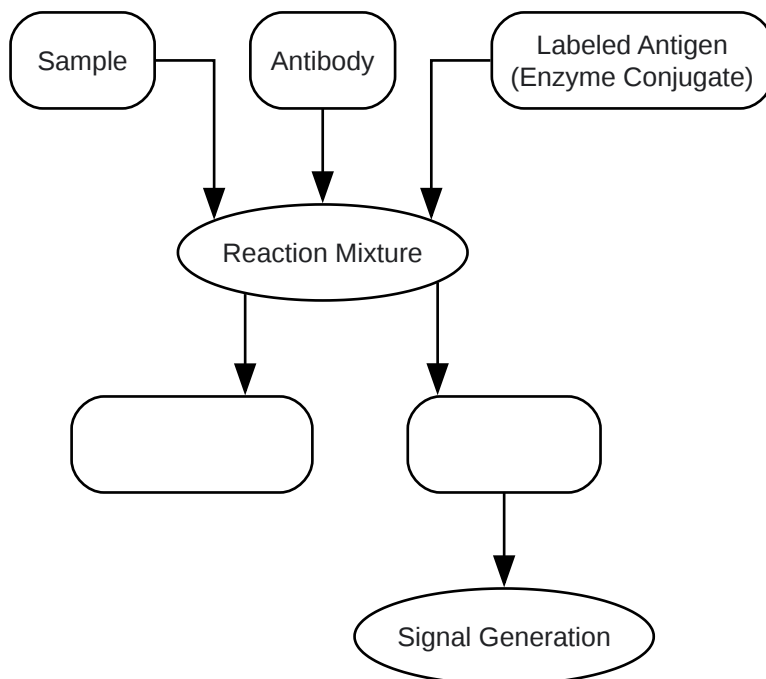 Sample
Antibody
Labeled Antigen
(Enzyme Conjugate)
Reaction Mixture
Signal Generation